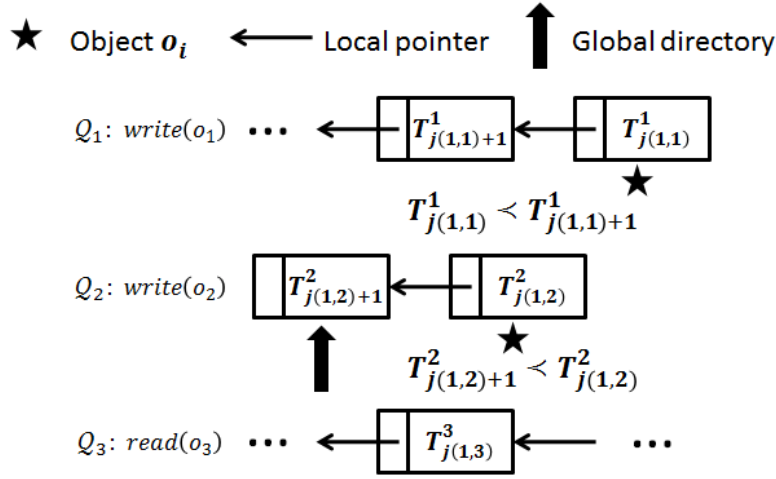 Object o_i Local pointer Global directory
Q_1: write(o_1) ••• T^1_{j(1,1)+1} T^1_{j(1,1)}
T^1_{j(1,1)} ≺ T^1_{j(1,1)+1}
Q_2: write(o_2) T^2_{j(1,2)+1} T^2_{j(1,2)}
T^2_{j(1,2)+1} ≺ T^2_{j(1,2)}
Q_3: read(o_3) ••• T^3_{j(1,3)} •••